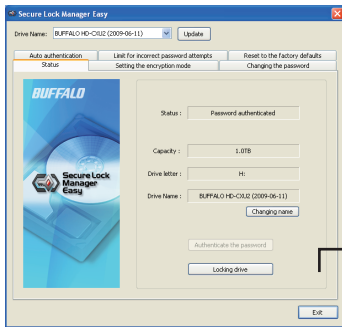 Secure Lock Manager Easy
Drive Name: BUFFALO HD-CXU2 (2009-06-11) Update
Auto authentication Limit for incorrect password attempts Reset to the factory defaults
Status Setting the encryption mode Changing the password
BUFFALO
Status : Password authenticated
Capacity : 1.0TB
Secure Lock
Manager
Easy
Drive letter : H:
Drive Name : BUFFALO HD-CXU2 (2009-06-11)
Changing name
Authenticate the password
Locking drive
Exit